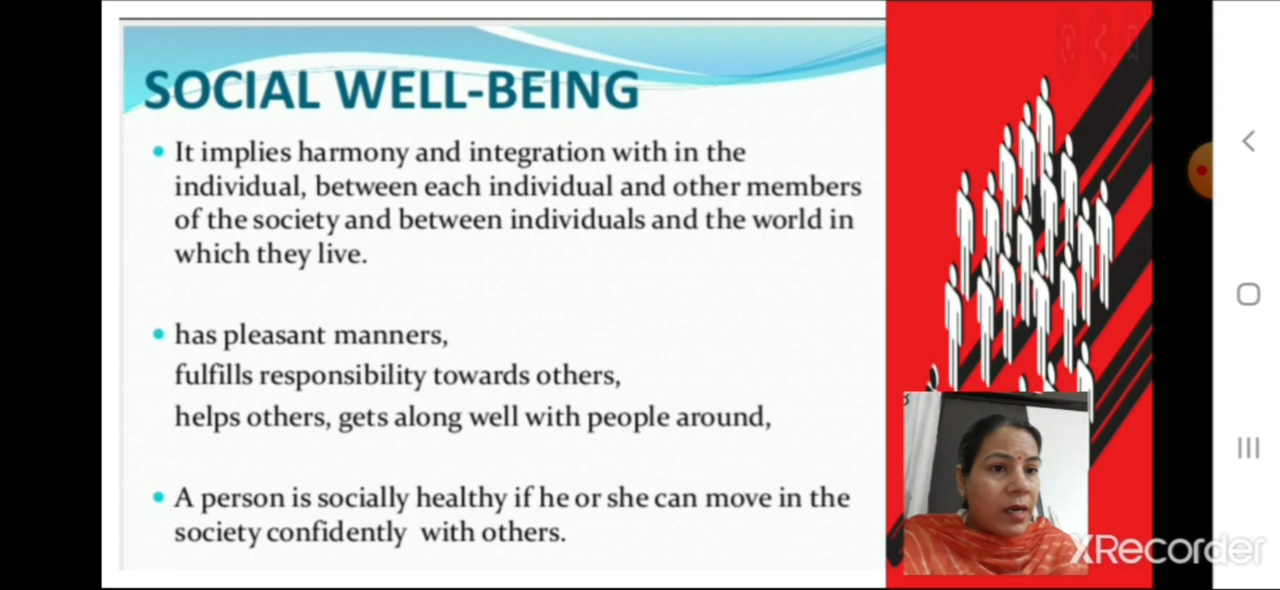 SOCIAL WELL-BEING
• It implies harmony and integration with in the
individual, between each individual and other members
of the society and between individuals and the world in
which they live.
• has pleasant manners,
fulfills responsibility towards others,
helps others, gets along well with people around,
• A person is socially healthy if he or she can move in the
society confidently with others.
XRecorder